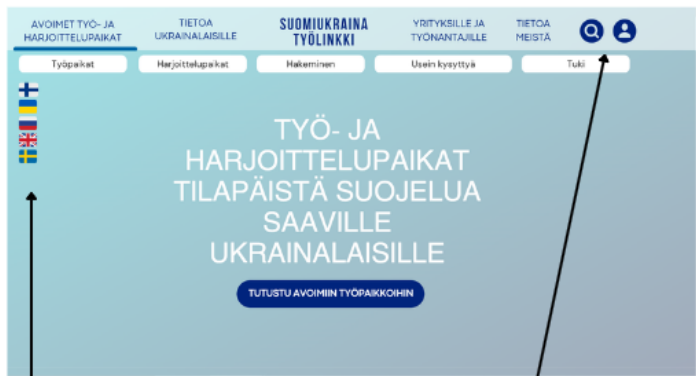 AVOIMET TYÖ- JA
HARJOITTELUPAIKAT
TIETOA
UKRAINALAISILLE
SUOMIUKRAINA
TYÖLINKKI
YRITYKSILLE JA
TYÖNANTAJILLE
TIETOA
MEISTÄ
Työpaikat
Harjoittelupaikat
Hakeminen
Usein kysyttyä
Tuki
TYÖ- JA
HARJOITTELUPAIKAT
TILAPÄISTÄ SUOJELUA
SAAVILLE
UKRAINALAISILLE
TUTUSTU AVOIMIIN TYÖPAIKKOIHIN